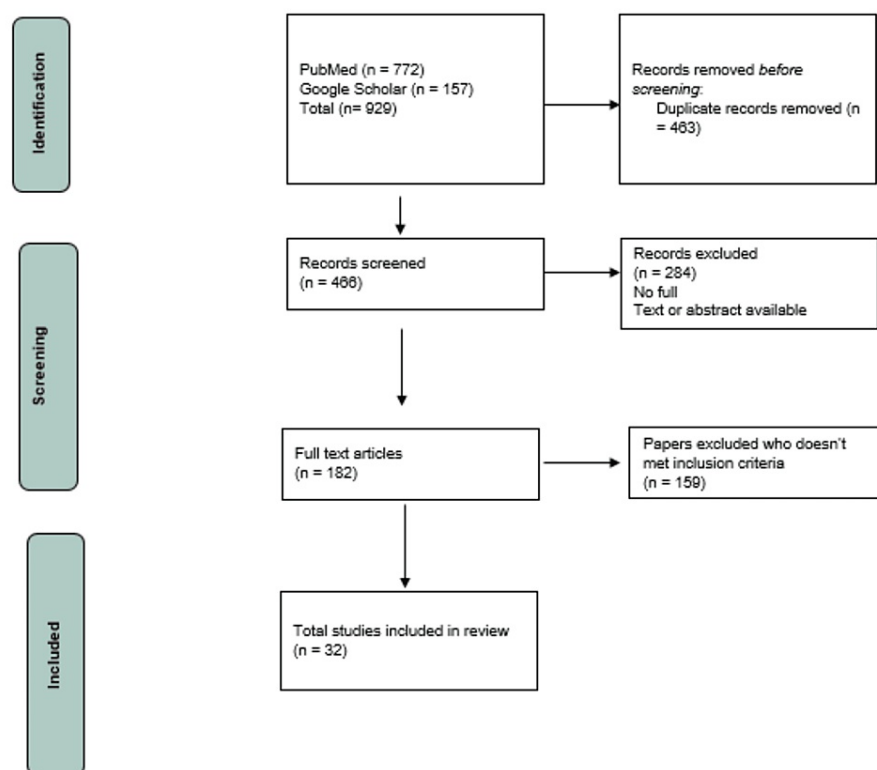 Identification
PubMed (n = 772)
Google Scholar (n = 157)
Total (n= 929)
Records removed before
screening:
Duplicate records removed (n
= 463)
Screening
Records screened
(n = 466)
Records excluded
(n = 284)
No full
Text or abstract available
Full text articles
(n = 182)
Papers excluded who doesn't
met inclusion criteria
(n = 159)
Included
Total studies included in review
(n = 32)